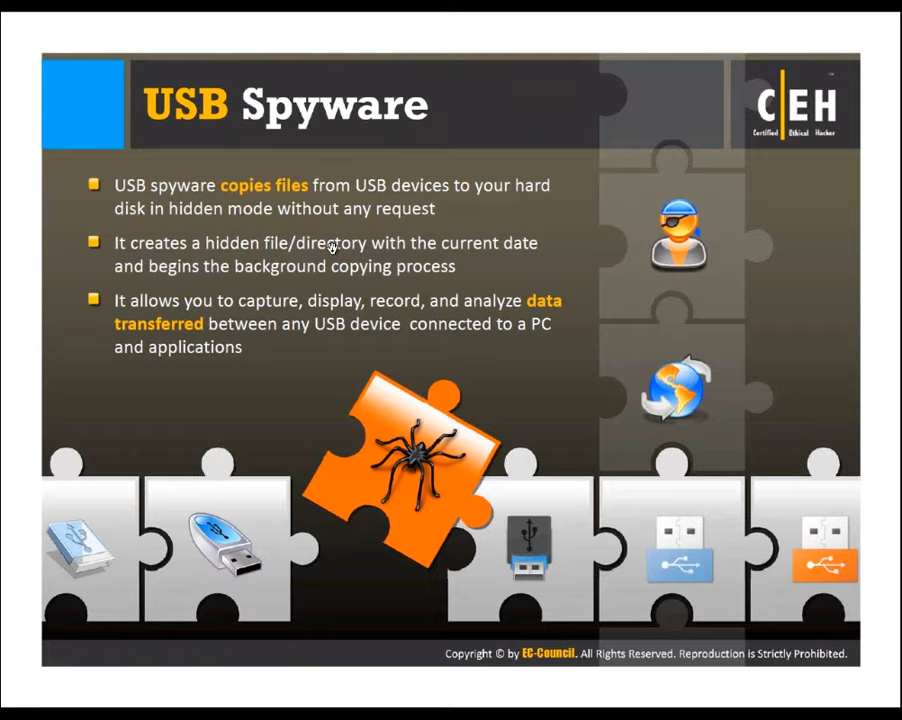 USB Spyware
C|EH
Certified Ethical Hacker
USB spyware copies files from USB devices to your hard
disk in hidden mode without any request
It creates a hidden file/directory with the current date
and begins the background copying process
It allows you to capture, display, record, and analyze data
transferred between any USB device connected to a PC
and applications
Copyright © by EC-Council. All Rights Reserved. Reproduction is Strictly Prohibited.